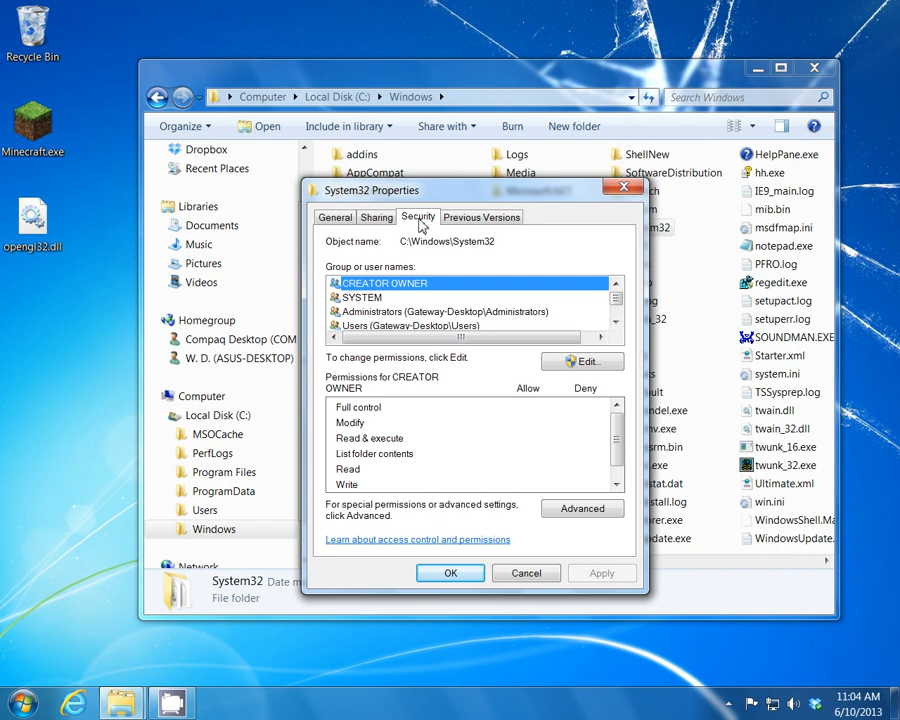 Recycle Bin
Minecraft.exe
opengl32.dll
Computer Local Disk (C:) Windows
Search Windows
Organize Open Include in library Share with Burn New folder
Dropbox
Recent Places
Libraries
Documents
Music
Pictures
Videos
Homegroup
Compaq Desktop (COM
W. D. (ASUS-DESKTOP)
Computer
Local Disk (C:)
MSOCache
PerfLogs
Program Files
ProgramData
Users
Windows
Network
addins
AppCompat
Logs
Media
ShellNew
SoftwareDistribution
HelpPane.exe
hh.exe
IE9_main.log
mib.bin
msdfmap.ini
notepad.exe
PFRO.log
regedit.exe
setupact.log
setuperr.log
SOUNDMAN.EXE
Starter.xml
system.ini
TSSysprep.log
twain.dll
twain_32.dll
twunk_16.exe
twunk_32.exe
Ultimate.xml
win.ini
WindowsShell.Ma
WindowsUpdate.
System32 Properties
General Sharing Security Previous Versions
Object name: C:\Windows\System32
Group or user names:
CREATOR OWNER
SYSTEM
Administrators (Gateway-Desktop\Administrators)
Users (Gateway-Desktop\Users)
To change permissions, click Edit. Edit...
Permissions for CREATOR
OWNER Allow Deny
Full control
Modify
Read & execute
List folder contents
Read
Write
For special permissions or advanced settings,
click Advanced. Advanced
Learn about access control and permissions
OK Cancel Apply
System32 Date m
File folder
11:04 AM
6/10/2013